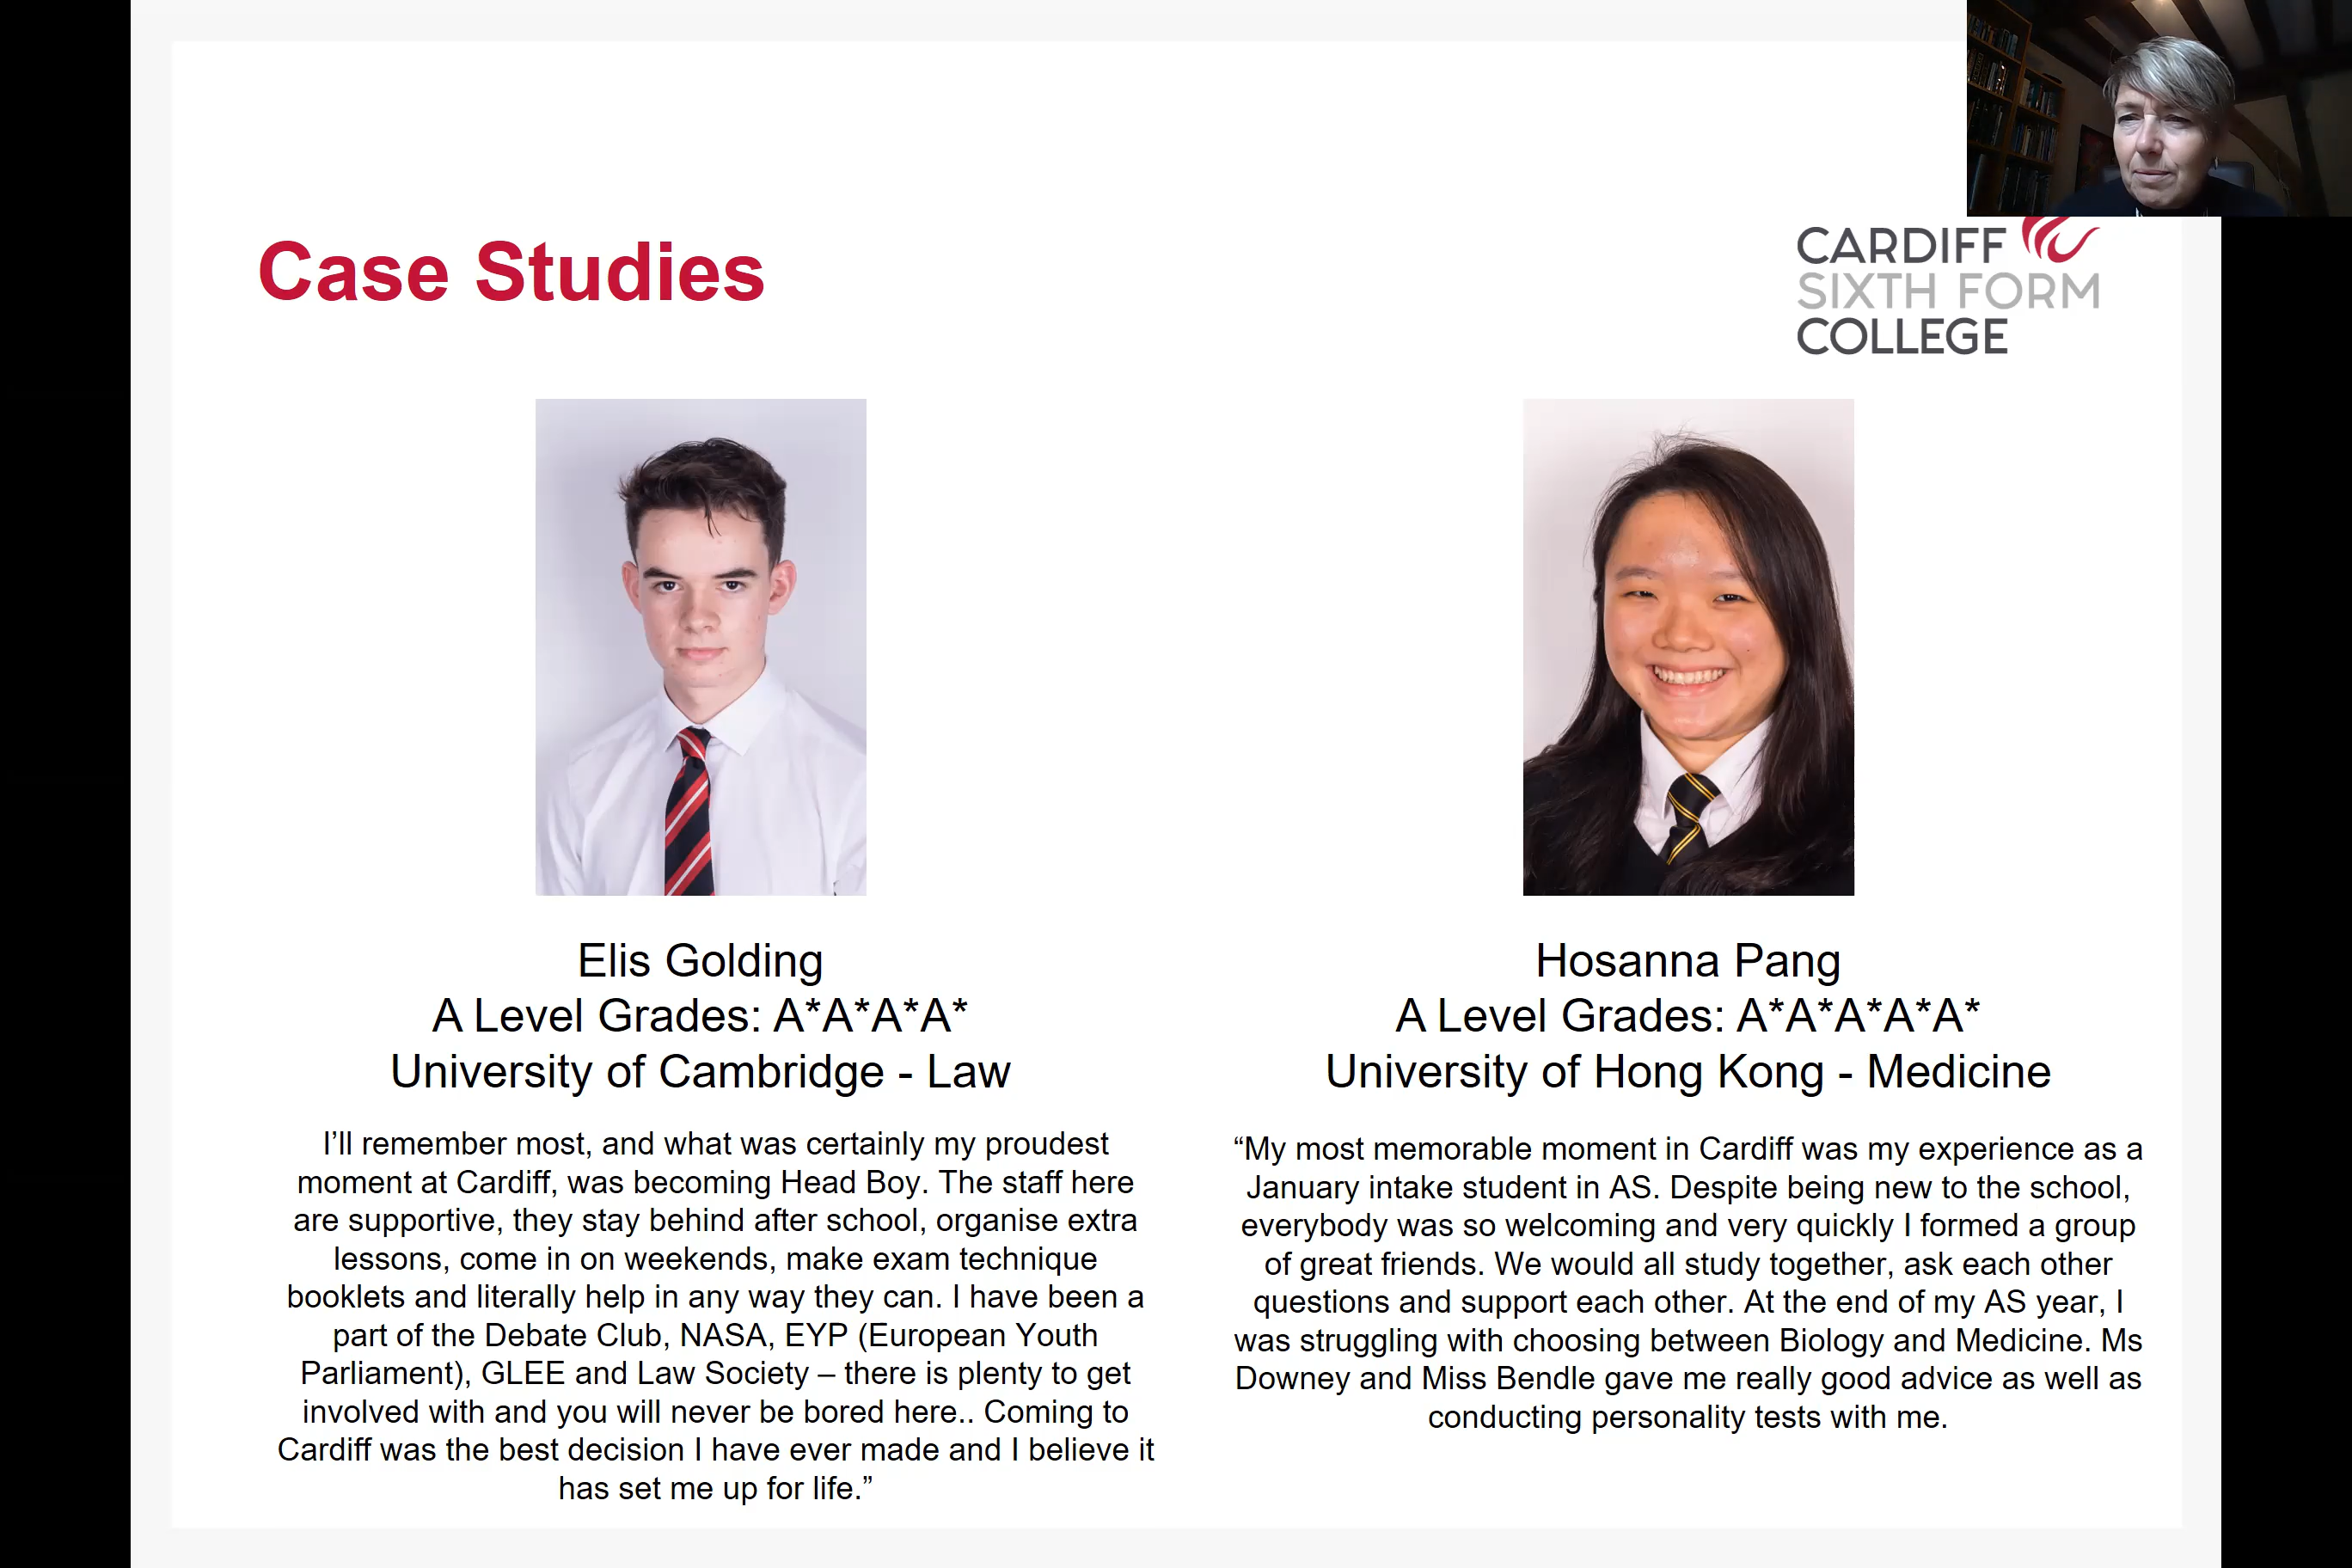 Case Studies
CARDIFF
SIXTH FORM
COLLEGE
Elis Golding
A Level Grades: A*A*A*A*
University of Cambridge - Law
I’ll remember most, and what was certainly my proudest
moment at Cardiff, was becoming Head Boy. The staff here
are supportive, they stay behind after school, organise extra
lessons, come in on weekends, make exam technique
booklets and literally help in any way they can. I have been a
part of the Debate Club, NASA, EYP (European Youth
Parliament), GLEE and Law Society – there is plenty to get
involved with and you will never be bored here.. Coming to
Cardiff was the best decision I have ever made and I believe it
has set me up for life.”
Hosanna Pang
A Level Grades: A*A*A*A*A*
University of Hong Kong - Medicine
“My most memorable moment in Cardiff was my experience as a
January intake student in AS. Despite being new to the school,
everybody was so welcoming and very quickly I formed a group
of great friends. We would all study together, ask each other
questions and support each other. At the end of my AS year, I
was struggling with choosing between Biology and Medicine. Ms
Downey and Miss Bendle gave me really good advice as well as
conducting personality tests with me.